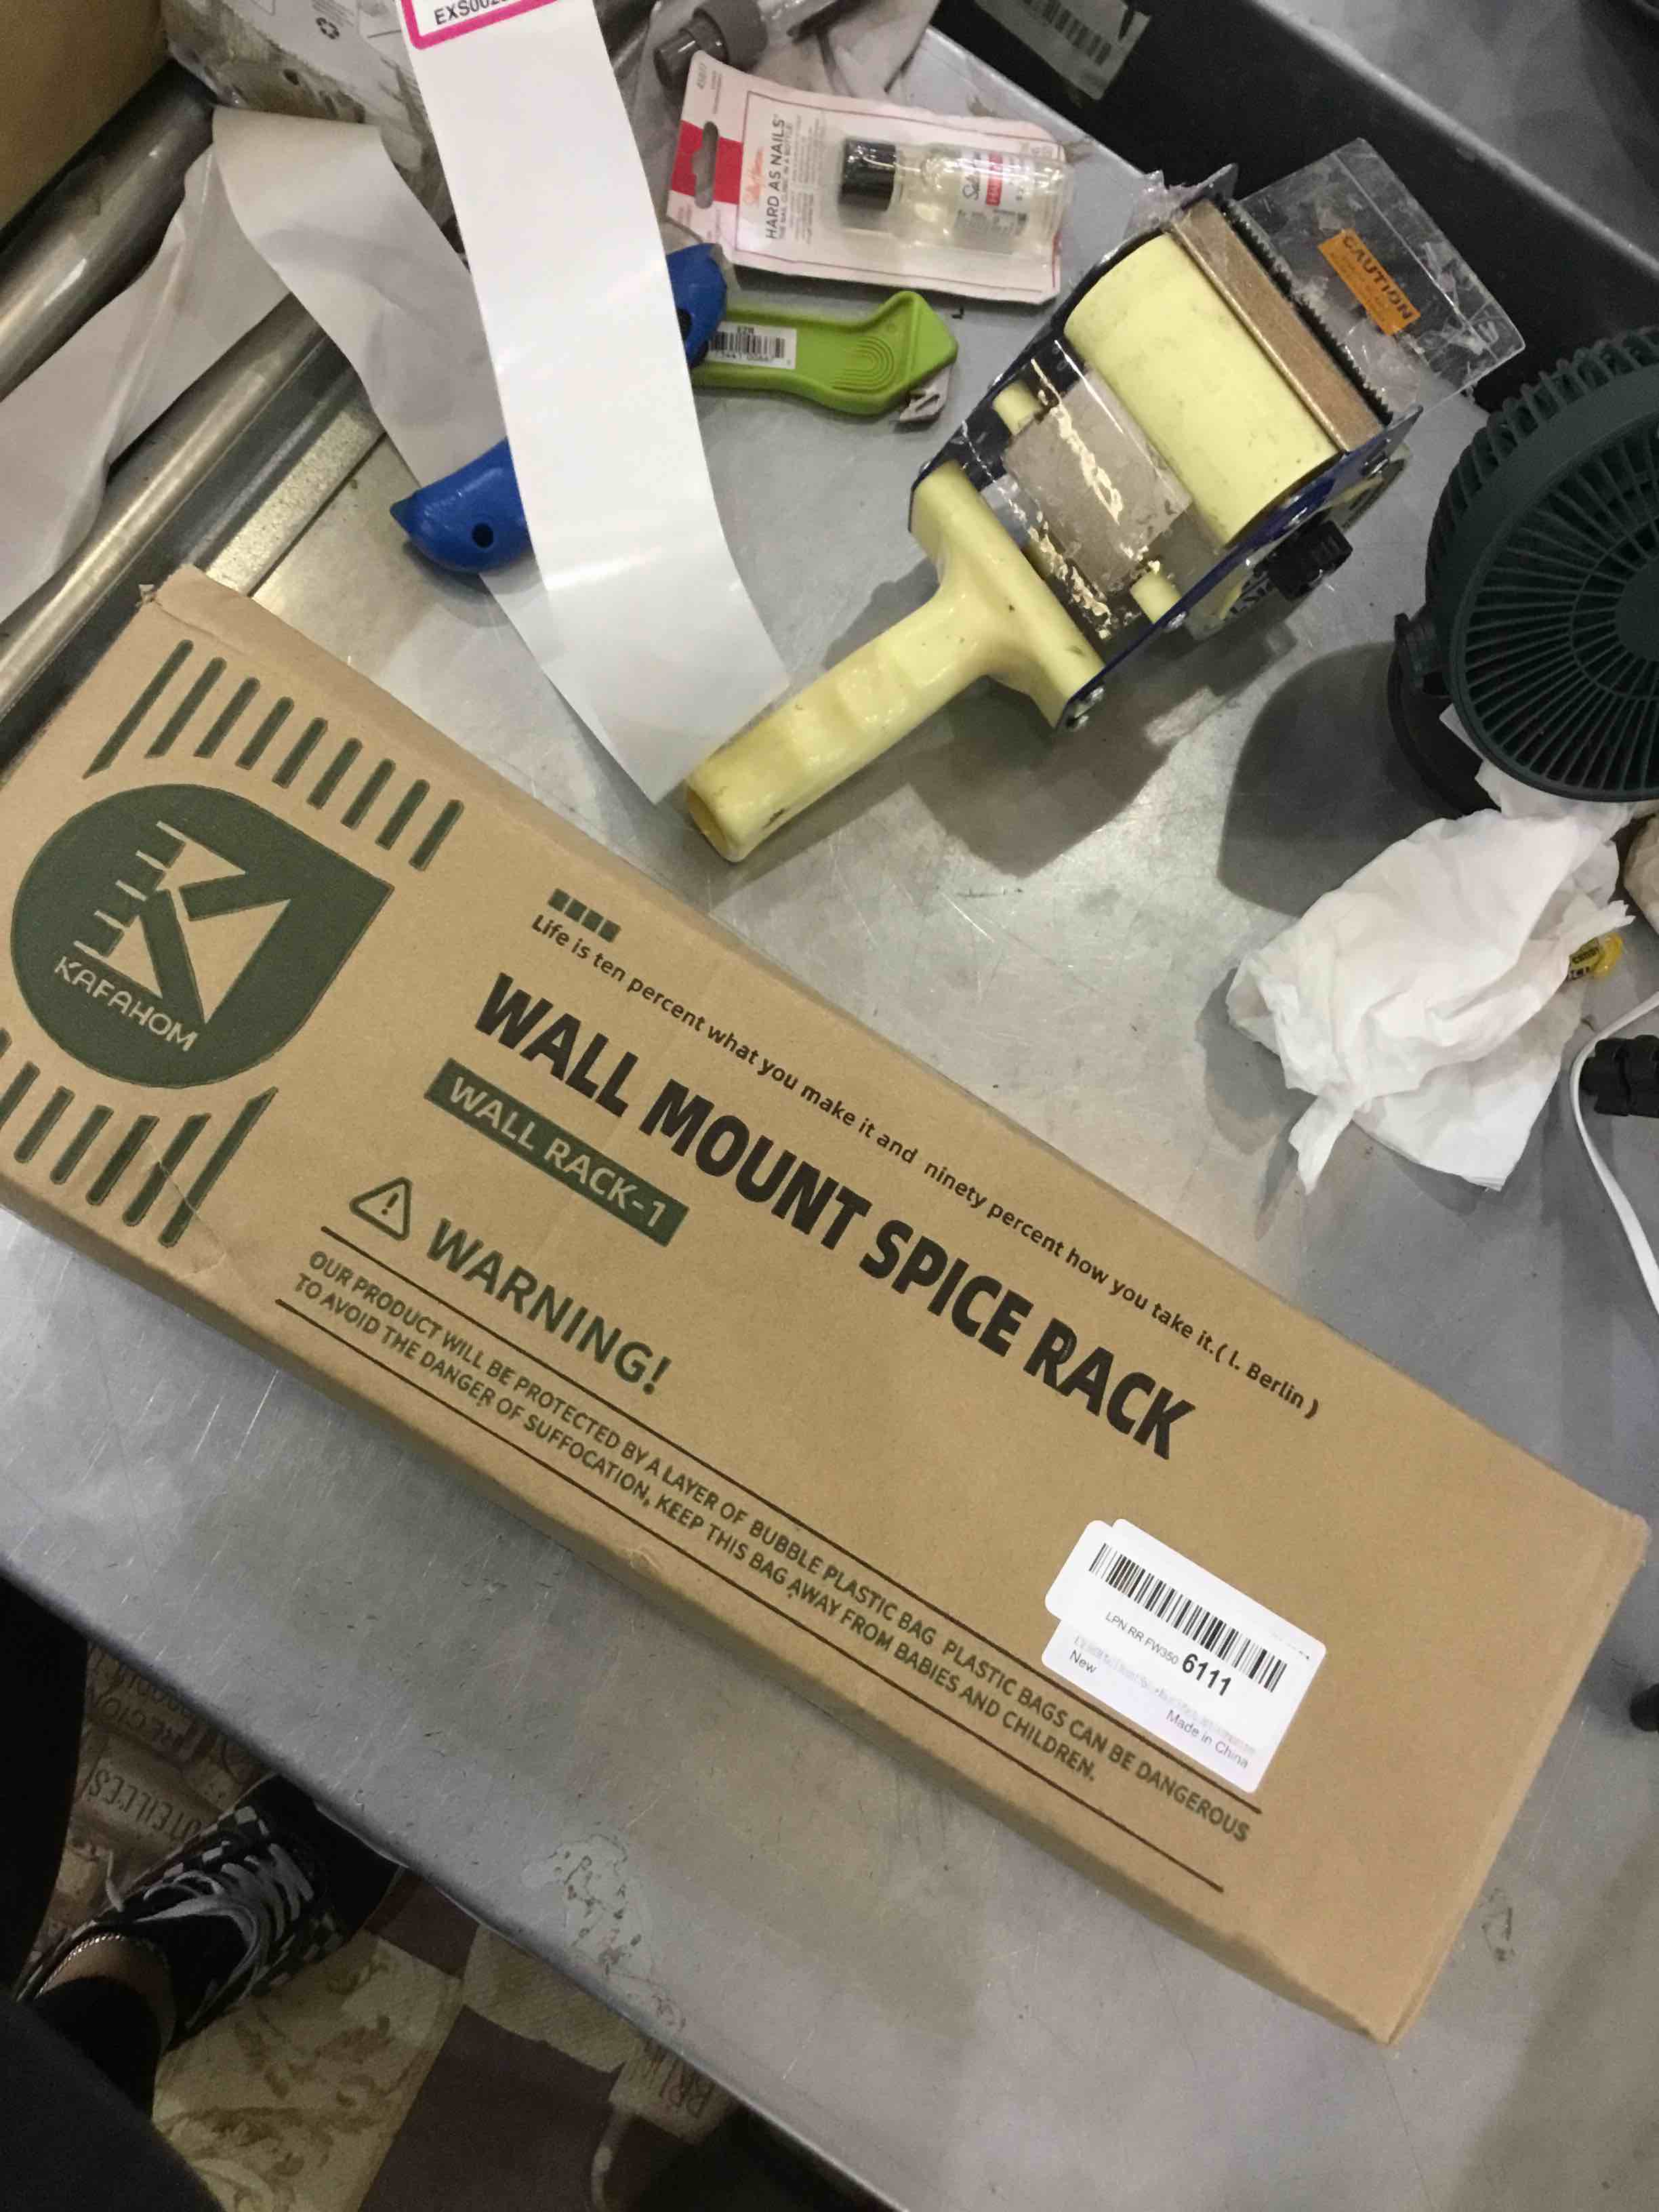 HARD AS NAILS
CAUTION
EZR
KAFAHOM
Life is ten percent what you make it and ninety percent how you take it.( l. Berlin )
WALL MOUNT SPICE RACK
WALL RACK-1
WARNING!
OUR PRODUCT WILL BE PROTECTED BY A LAYER OF BUBBLE PLASTIC BAG PLASTIC BAGS CAN BE DANGEROUS
TO AVOID THE DANGER OF SUFFOCATION, KEEP THIS BAG AWAY FROM BABIES AND CHILDREN.
LPN RR FW350 6111
New
Made in China
BOTEILLES